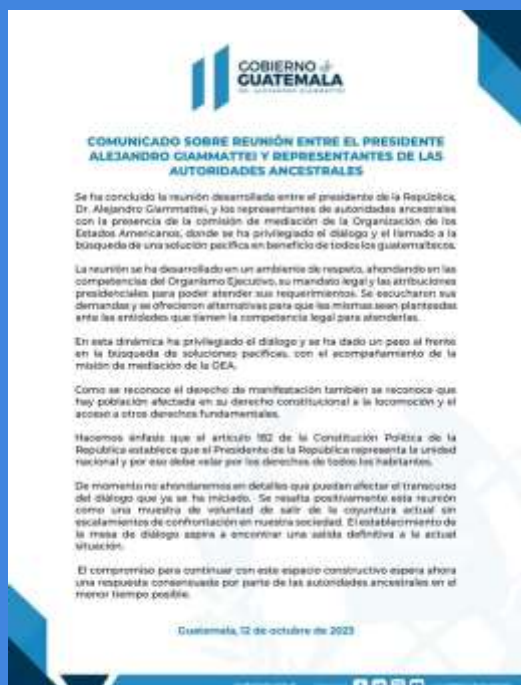 GOBIERNO de
GUATEMALA
DR. ALEJANDRO GIAMMATTEI
COMUNICADO SOBRE REUNIÓN ENTRE EL PRESIDENTE
ALEJANDRO GIAMMATTEI Y REPRESENTANTES DE LAS
AUTORIDADES ANCESTRALES
Se ha concluido la reunión desarrollada entre el presidente de la República,
Dr. Alejandro Giammattei, y los representantes de autoridades ancestrales
con la presencia de la comisión de mediación de la Organización de los
Estados Americanos, donde se ha privilegiado el diálogo y el llamado a la
búsqueda de una solución pacífica en beneficio de todos los guatemaltecos.
La reunión se ha desarrollado en un ambiente de respeto, ahondando en las
competencias del Organismo Ejecutivo, su mandato legal y las atribuciones
presidenciales para poder atender sus requerimientos. Se escucharon sus
demandas y se ofrecieron alternativas para que las mismas sean planteadas
ante las entidades que tienen la competencia legal para atenderlas.
En esta dinámica ha privilegiado el diálogo y se ha dado un paso al frente
en la búsqueda de soluciones pacíficas, con el acompañamiento de la
misión de mediación de la OEA.
Como se reconoce el derecho de manifestación también se reconoce que
hay población afectada en su derecho constitucional a la locomoción y el
acceso a otros derechos fundamentales.
Hacemos énfasis que el artículo 182 de la Constitución Política de la
República establece que el Presidente de la República representa la unidad
nacional y por eso debe velar por los derechos de todos los habitantes.
De momento no ahondaremos en detalles que puedan afectar el transcurso
del diálogo que ya se ha iniciado. Se resalta positivamente esta reunión
como una muestra de voluntad de salir de la coyuntura actual sin
escalamientos de confrontación en nuestra sociedad. El establecimiento de
la mesa de diálogo aspira a encontrar una salida definitiva a la actual
situación.
El compromiso para continuar con este espacio constructivo espera ahora
una respuesta consensuada por parte de las autoridades ancestrales en el
menor tiempo posible.
Guatemala, 12 de octubre de 2023